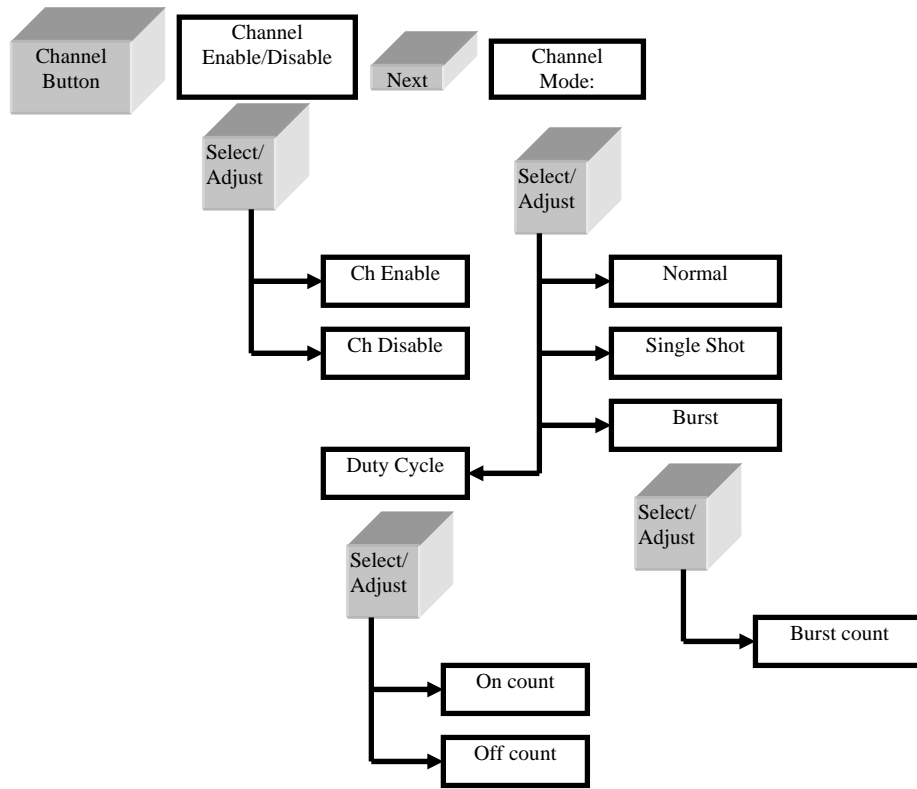 Channel
Button
Channel
Enable/Disable
Next
Channel
Mode:
Select/
Adjust
Select/
Adjust
Ch Enable
Normal
Ch Disable
Single Shot
Burst
Duty Cycle
Select/
Adjust
Select/
Adjust
Burst count
On count
Off count